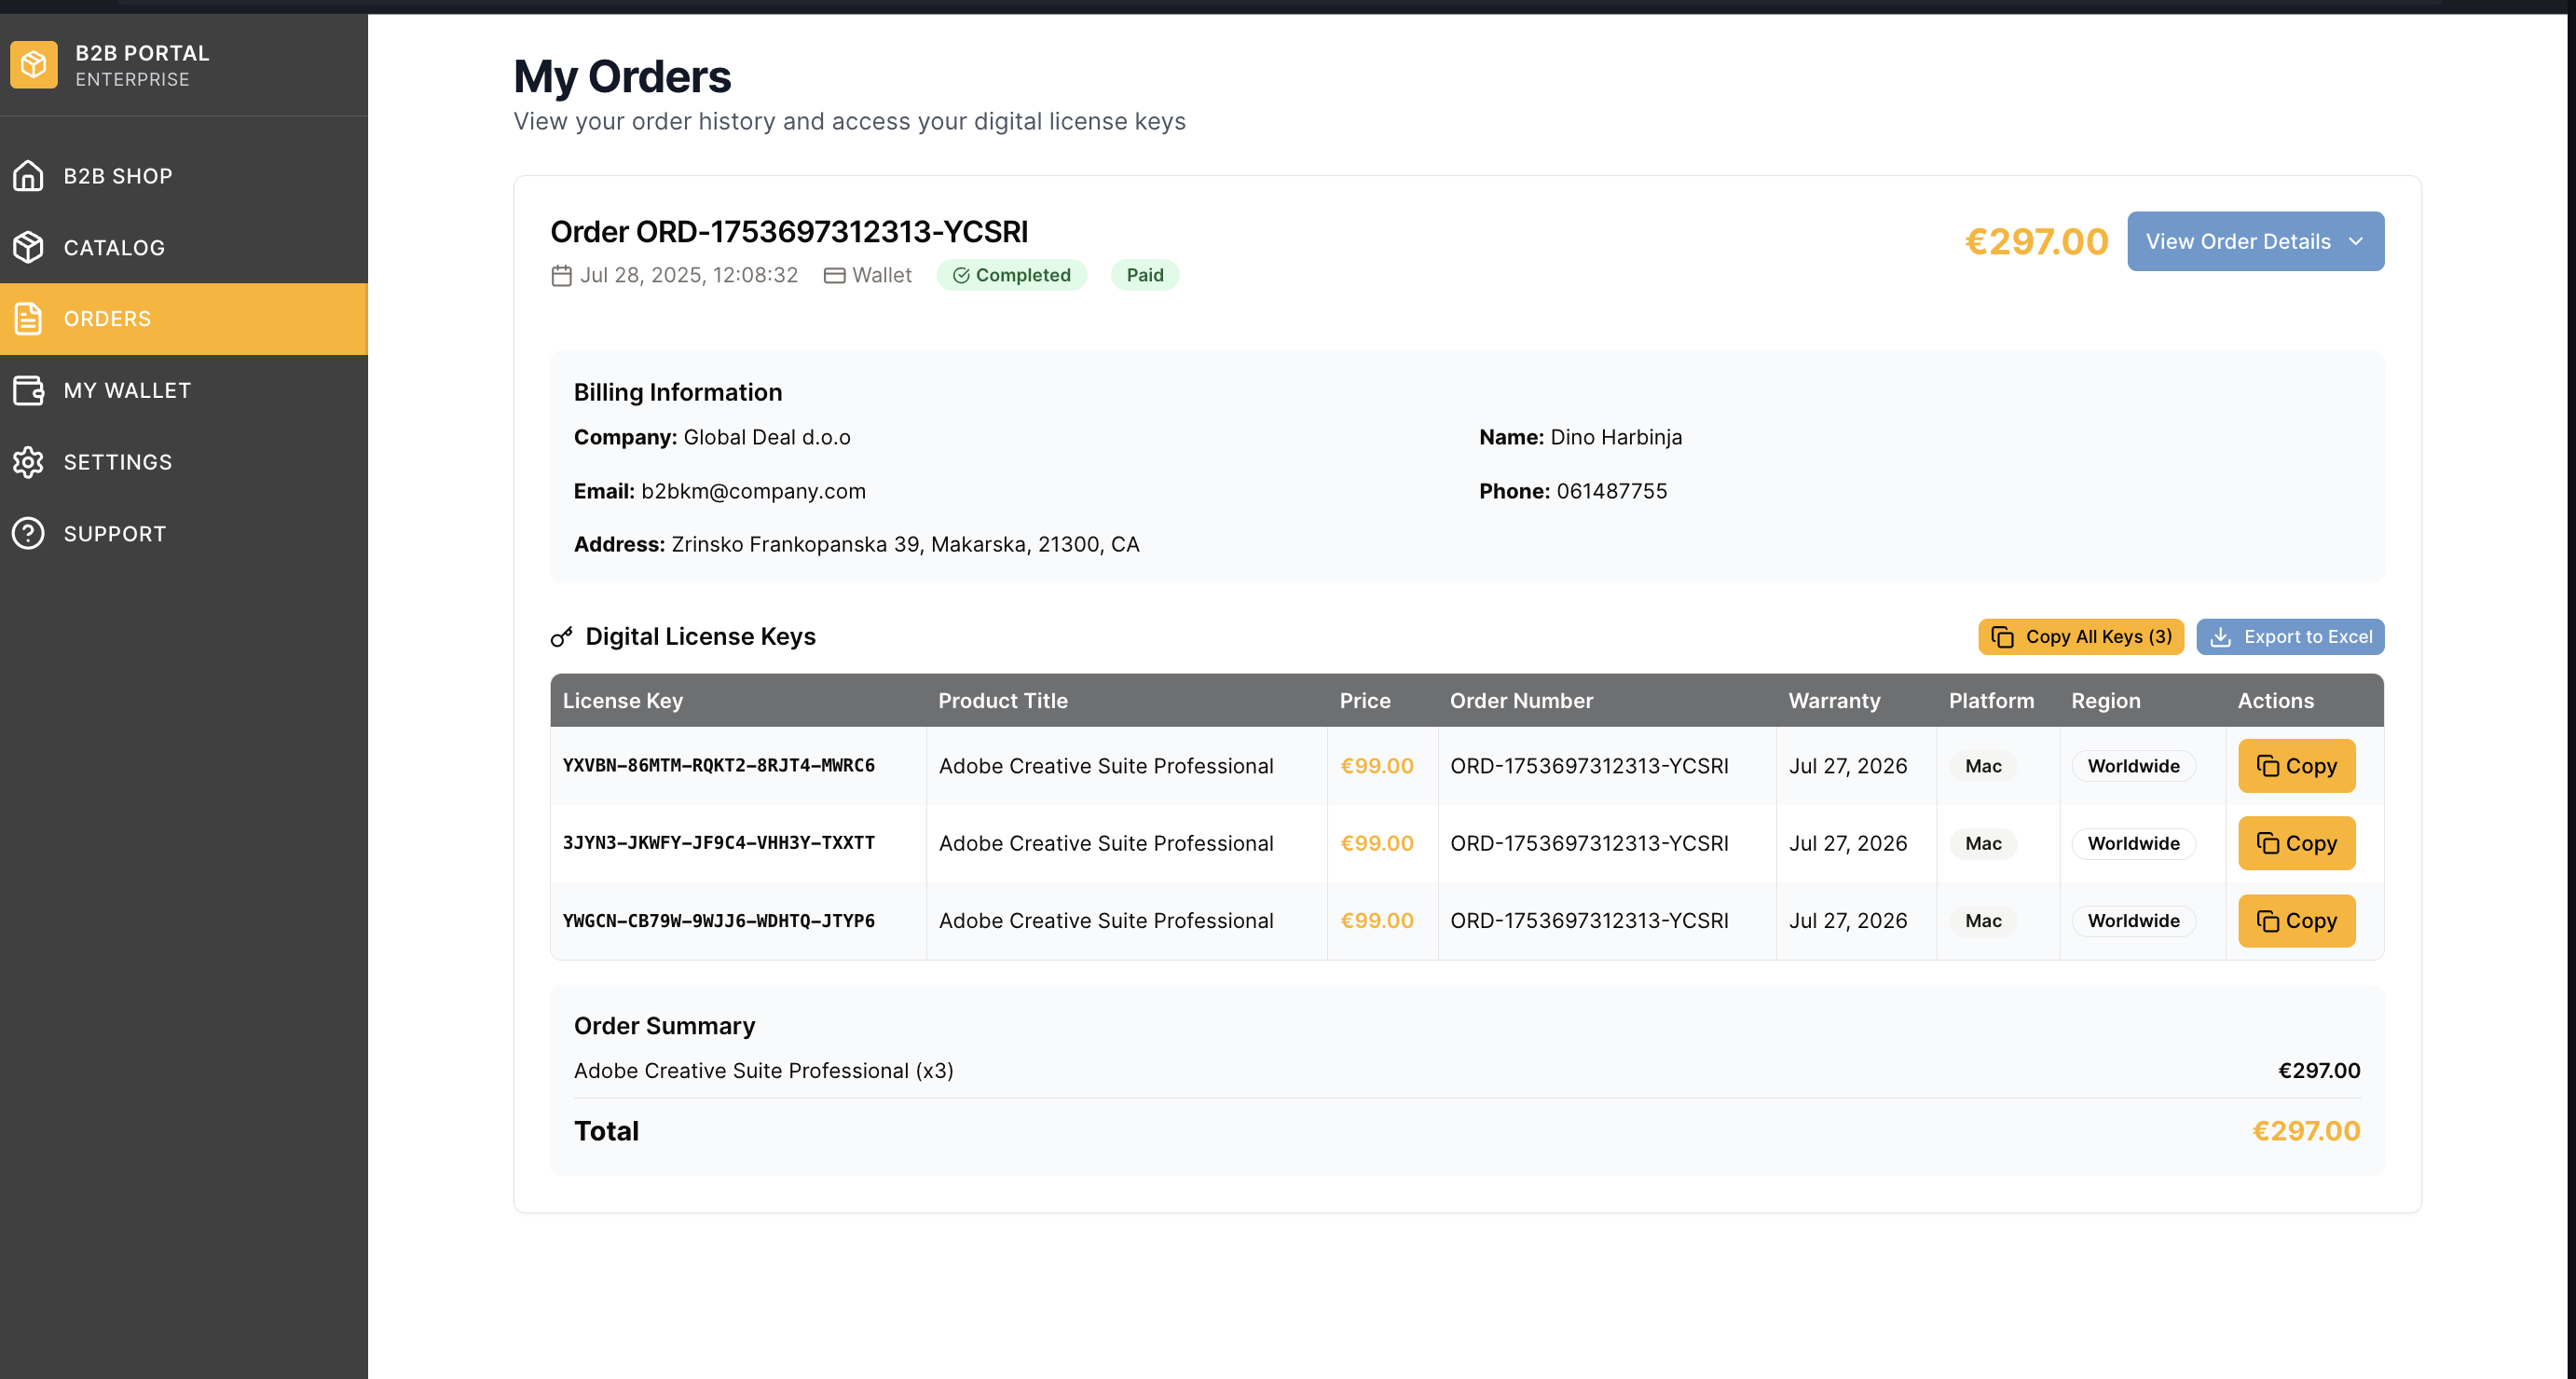 B2B PORTAL
ENTERPRISE
B2B SHOP
CATALOG
ORDERS
MY WALLET
SETTINGS
SUPPORT
My Orders
View your order history and access your digital license keys
Order ORD-1753697312313-YCSRI
€297.00
View Order Details
Jul 28, 2025, 12:08:32 Wallet Completed Paid
Billing Information
Company: Global Deal d.o.o
Name: Dino Harbinja
Email: b2bkm@company.com
Phone: 061487755
Address: Zrinsko Frankopanska 39, Makarska, 21300, CA
Digital License Keys
Copy All Keys (3)
Export to Excel
License Key Product Title Price Order Number Warranty Platform Region Actions
YXVBN-86MTM-RQKT2-8RJT4-MWRC6 Adobe Creative Suite Professional €99.00 ORD-1753697312313-YCSRI Jul 27, 2026 Mac Worldwide Copy
3JYN3-JKWFY-JF9C4-VHH3Y-TXXTT Adobe Creative Suite Professional €99.00 ORD-1753697312313-YCSRI Jul 27, 2026 Mac Worldwide Copy
YWGCN-CB79W-9WJJ6-WDHTQ-JTYP6 Adobe Creative Suite Professional €99.00 ORD-1753697312313-YCSRI Jul 27, 2026 Mac Worldwide Copy
Order Summary
Adobe Creative Suite Professional (x3) €297.00
Total €297.00